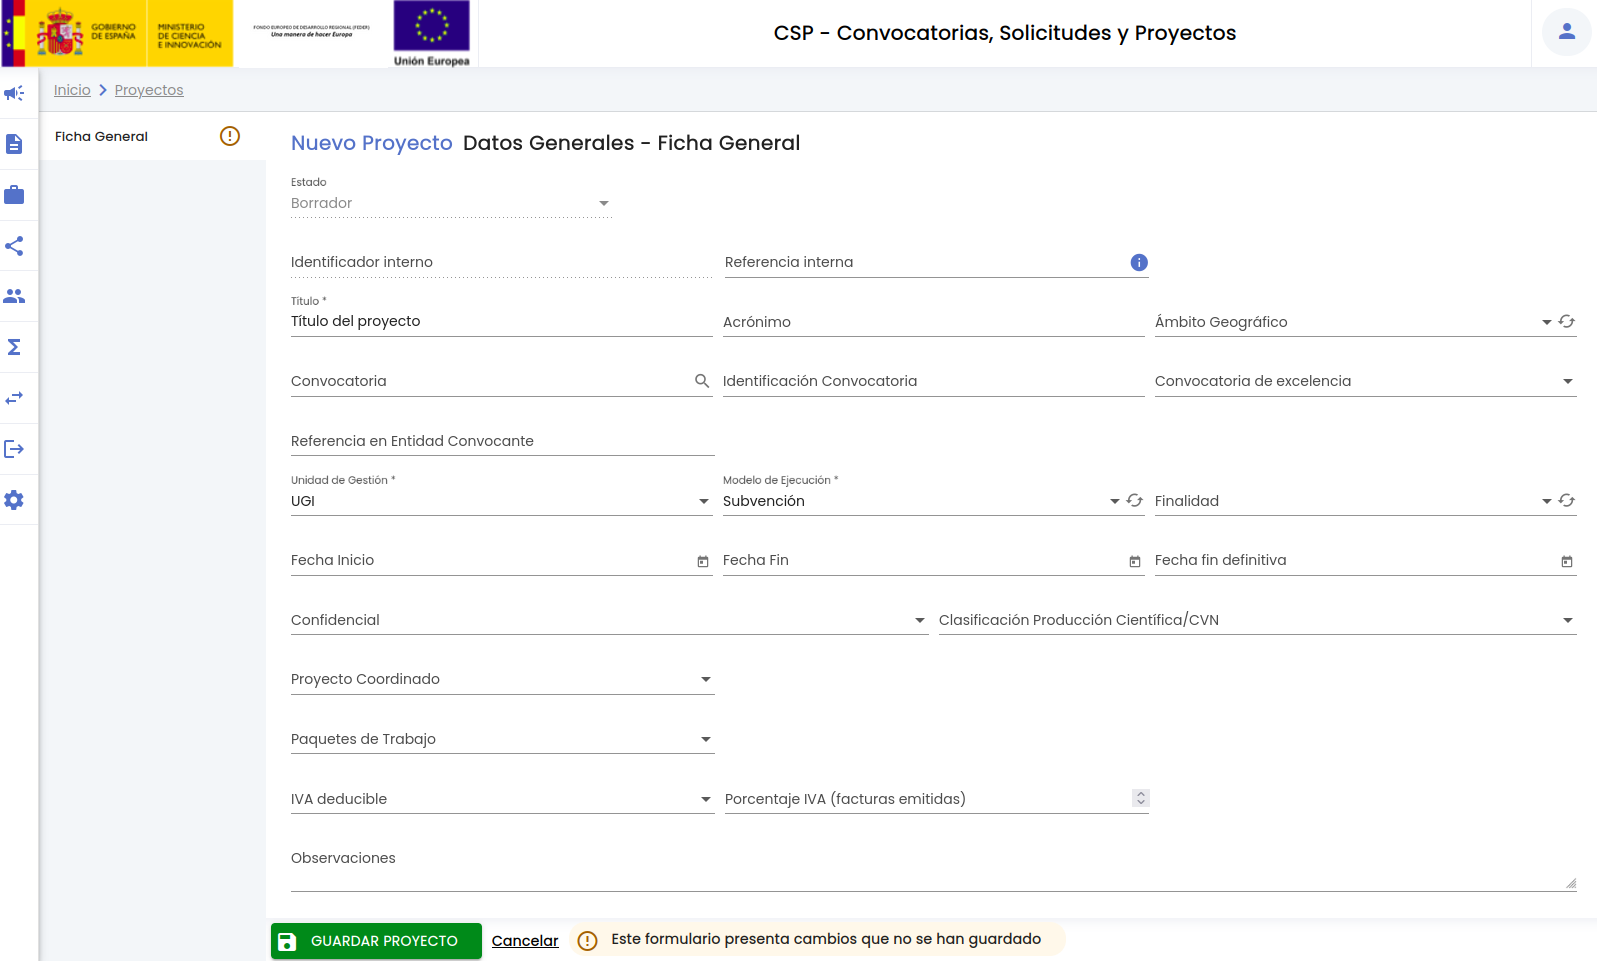 GOBIERNO
DE ESPAÑA
MINISTERIO
DE CIENCIA
E INNOVACIÓN
FONDO EUROPEO DE DESARROLLO REGIONAL (FEDER)
Una manera de hacer Europa
Unión Europea
CSP - Convocatorias, Solicitudes y Proyectos
Inicio
Proyectos
Ficha General
Nuevo Proyecto Datos Generales - Ficha General
Estado
Borrador
Identificador interno
Referencia interna
Título *
Título del proyecto
Acrónimo
Ámbito Geográfico
Convocatoria
Identificación Convocatoria
Convocatoria de excelencia
Referencia en Entidad Convocante
Unidad de Gestión *
UGI
Modelo de Ejecución *
Subvención
Finalidad
Fecha Inicio
Fecha Fin
Fecha fin definitiva
Confidencial
Clasificación Producción Científica/CVN
Proyecto Coordinado
Paquetes de Trabajo
IVA deducible
Porcentaje IVA (facturas emitidas)
Observaciones
GUARDAR PROYECTO
Cancelar
Este formulario presenta cambios que no se han guardado